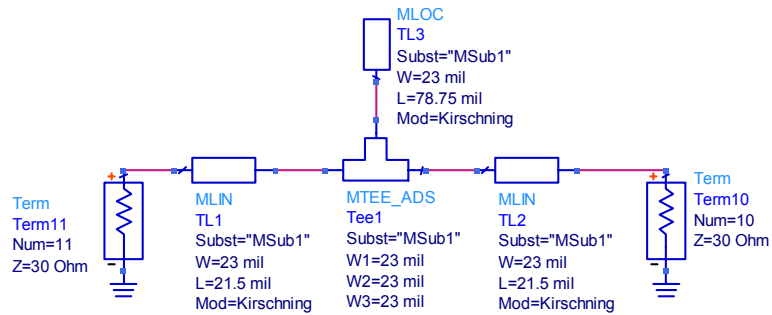 MLOC
TL3
Subst="MSub1"
W=23 mil
L=78.75 mil
Mod=Kirschning
+
-
Term
Term11
Num=11
Z=30 Ohm
MLIN
TL1
Subst="MSub1"
W=23 mil
L=21.5 mil
Mod=Kirschning
MTEE_ADS
Tee1
Subst="MSub1"
W1=23 mil
W2=23 mil
W3=23 mil
MLIN
TL2
Subst="MSub1"
W=23 mil
L=21.5 mil
Mod=Kirschning
+
-
Term
Term10
Num=10
Z=30 Ohm